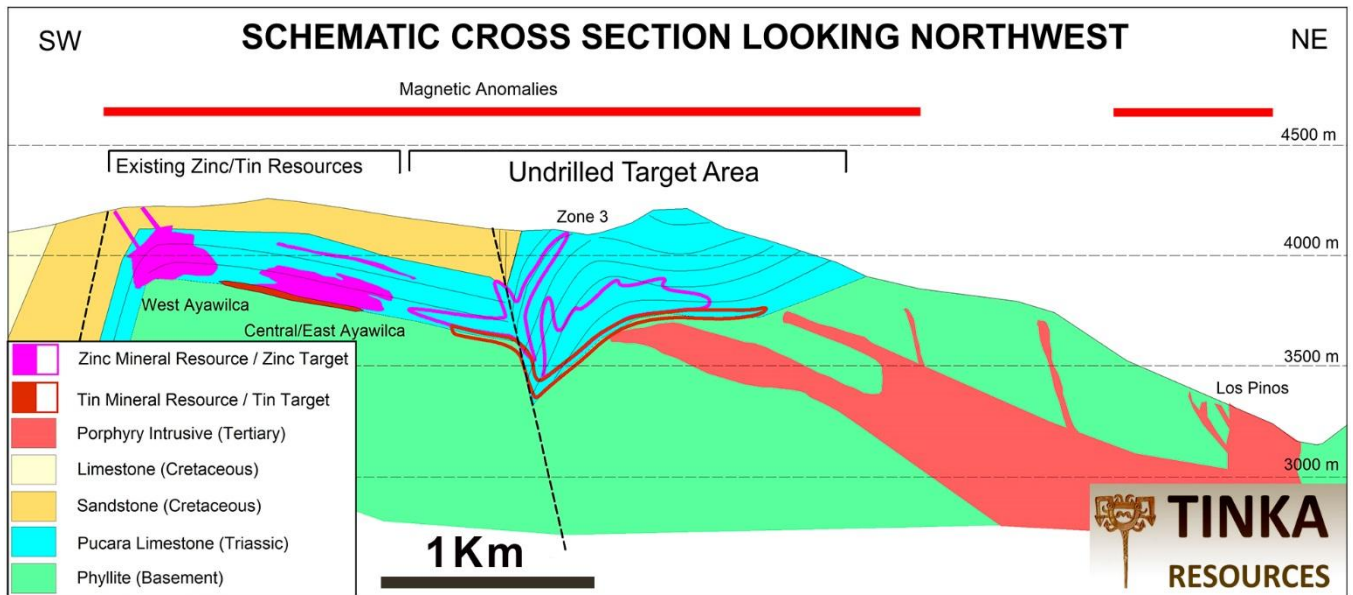 SW
SCHEMATIC CROSS SECTION LOOKING NORTHWEST
NE
Magnetic Anomalies
4500 m
Existing Zinc/Tin Resources
Undrilled Target Area
Zone 3
4000 m
West Ayawilca
Central/East Ayawilca
3500 m
Los Pinos
3000 m
Zinc Mineral Resource / Zinc Target
Tin Mineral Resource / Tin Target
Porphyry Intrusive (Tertiary)
Limestone (Cretaceous)
Sandstone (Cretaceous)
Pucara Limestone (Triassic)
Phyllite (Basement)
1Km
TINKA
RESOURCES